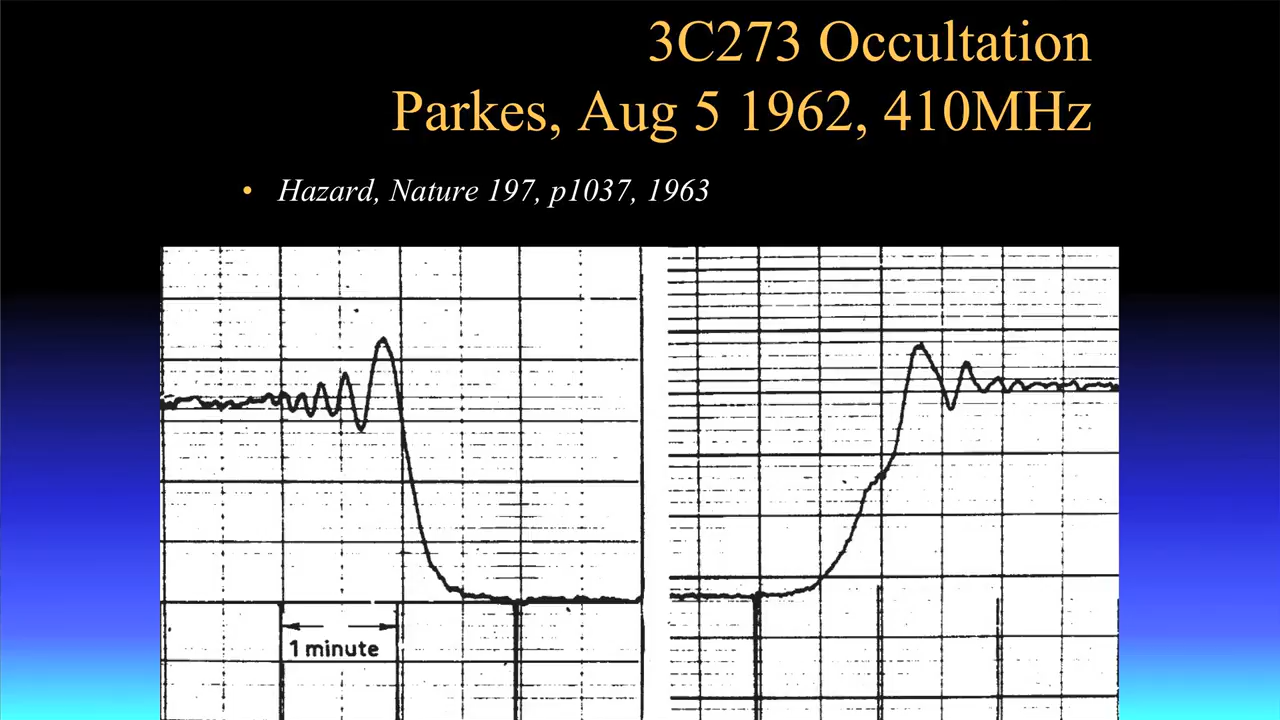 3C273 Occultation
Parkes, Aug 5 1962, 410MHz
• Hazard, Nature 197, p1037, 1963
1 minute